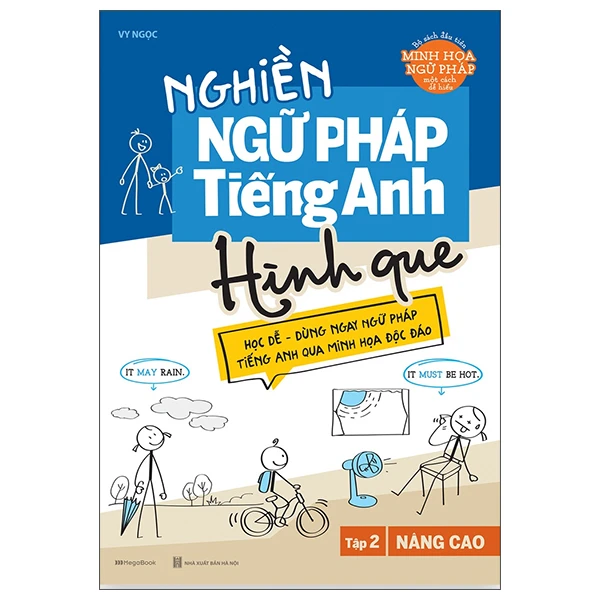 VY NGỌC
Bộ sách đầu tiên
MINH HỌA
NGỮ PHÁP
một cách
dễ hiểu
NGHIỀN
NGỮ PHÁP
Tiếng Anh
Hình que
HỌC DỄ - DÙNG NGAY NGỮ PHÁP
TIẾNG ANH QUA MINH HỌA ĐỘC ĐÁO
IT MAY RAIN.
IT MUST BE HOT.
Tập 2 NÂNG CAO
MegaBook
NHÀ XUẤT BẢN HÀ NỘI